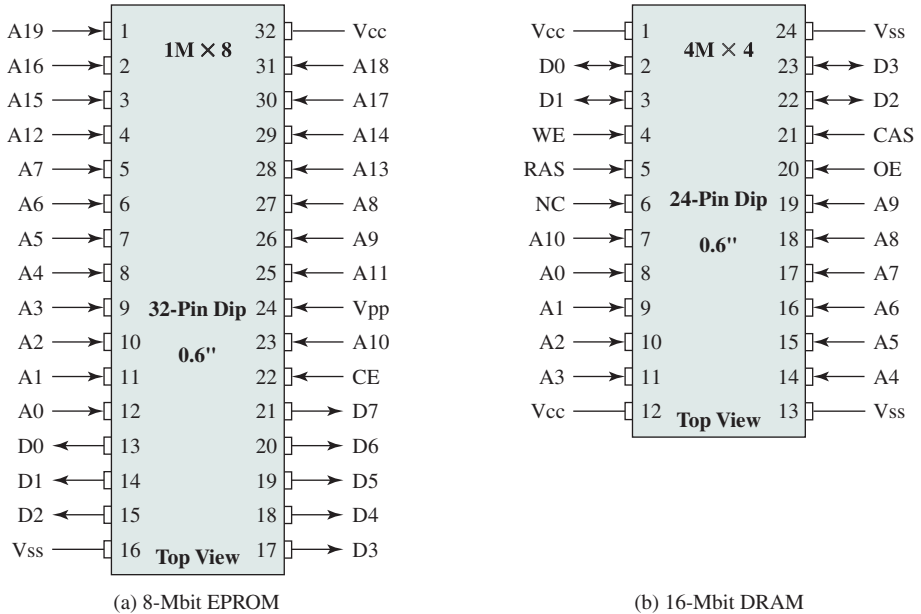 A19 1 1M × 8 32 Vcc
A16 2 31 A18
A15 3 30 A17
A12 4 29 A14
A7 5 28 A13
A6 6 27 A8
A5 7 26 A9
A4 8 25 A11
A3 9 32-Pin Dip 24 Vpp
A2 10 0.6" 23 A10
A1 11 22 CE
A0 12 21 D7
D0 13 20 D6
D1 14 19 D5
D2 15 18 D4
Vss 16 Top View 17 D3
(a) 8-Mbit EPROM
Vcc 1 4M × 4 24 Vss
D0 2 23 D3
D1 3 22 D2
WE 4 21 CAS
RAS 5 20 OE
NC 6 24-Pin Dip 19 A9
A10 7 0.6" 18 A8
A0 8 17 A7
A1 9 16 A6
A2 10 15 A5
A3 11 14 A4
Vcc 12 Top View 13 Vss
(b) 16-Mbit DRAM